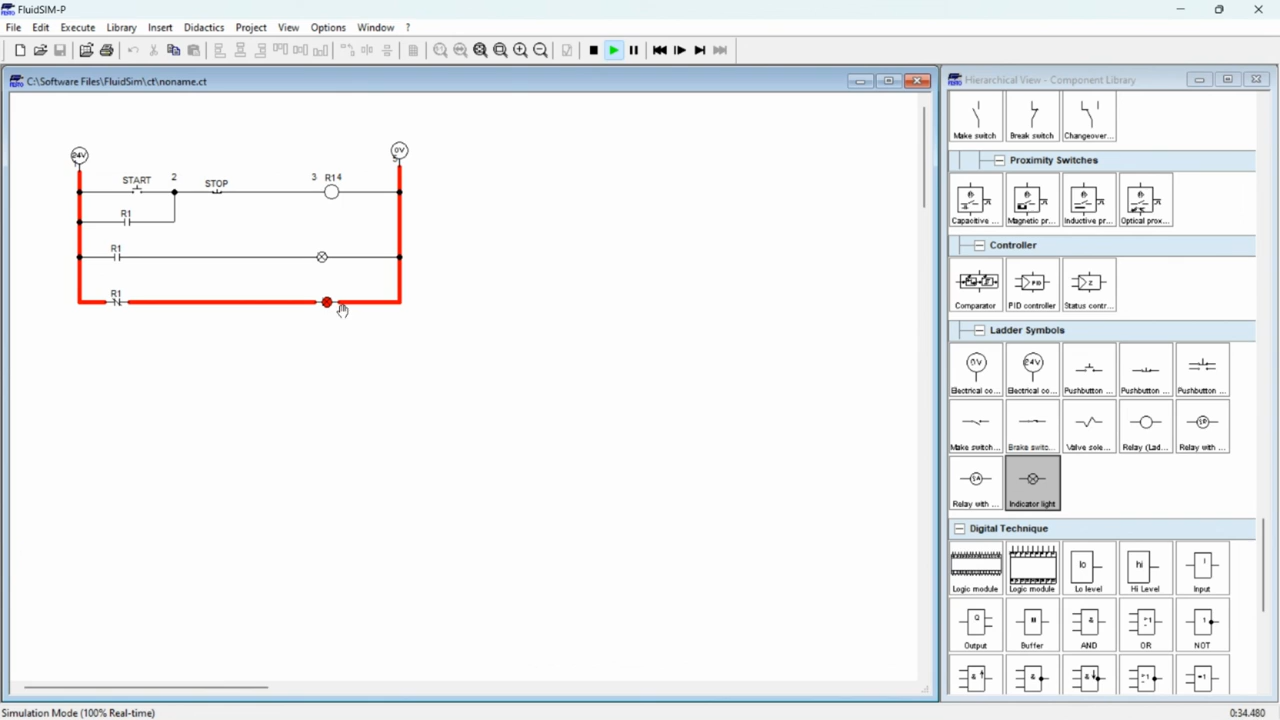 FluidSIM-P
File Edit Execute Library Insert Didactics Project View Options Window ?
C:\Software Files\FluidSim\ct\noname.ct
24V
1
0V
5
START
2
STOP
3
R1
4
R1
R1
R1
Hierarchical View - Component Library
Make switch
Break switch
Changeover...
Proximity Switches
Capacitive ...
Magnetic pr...
Inductive pr...
Optical prox...
Controller
Comparator
PID controller
Status contr...
Ladder Symbols
0V
24V
Electrical co...
Electrical co...
Pushbutton ...
Pushbutton ...
Pushbutton ...
Make switch...
Brake switc...
Valve sole...
Relay (Lad...
Relay with ...
Relay with ...
Indicator light
Digital Technique
lo
hi
I
Logic module
Logic module
Lo level
Hi Level
Input
Q
&
1
Output
Buffer
AND
OR
NOT
Simulation Mode (100% Real-time)
0:34.480